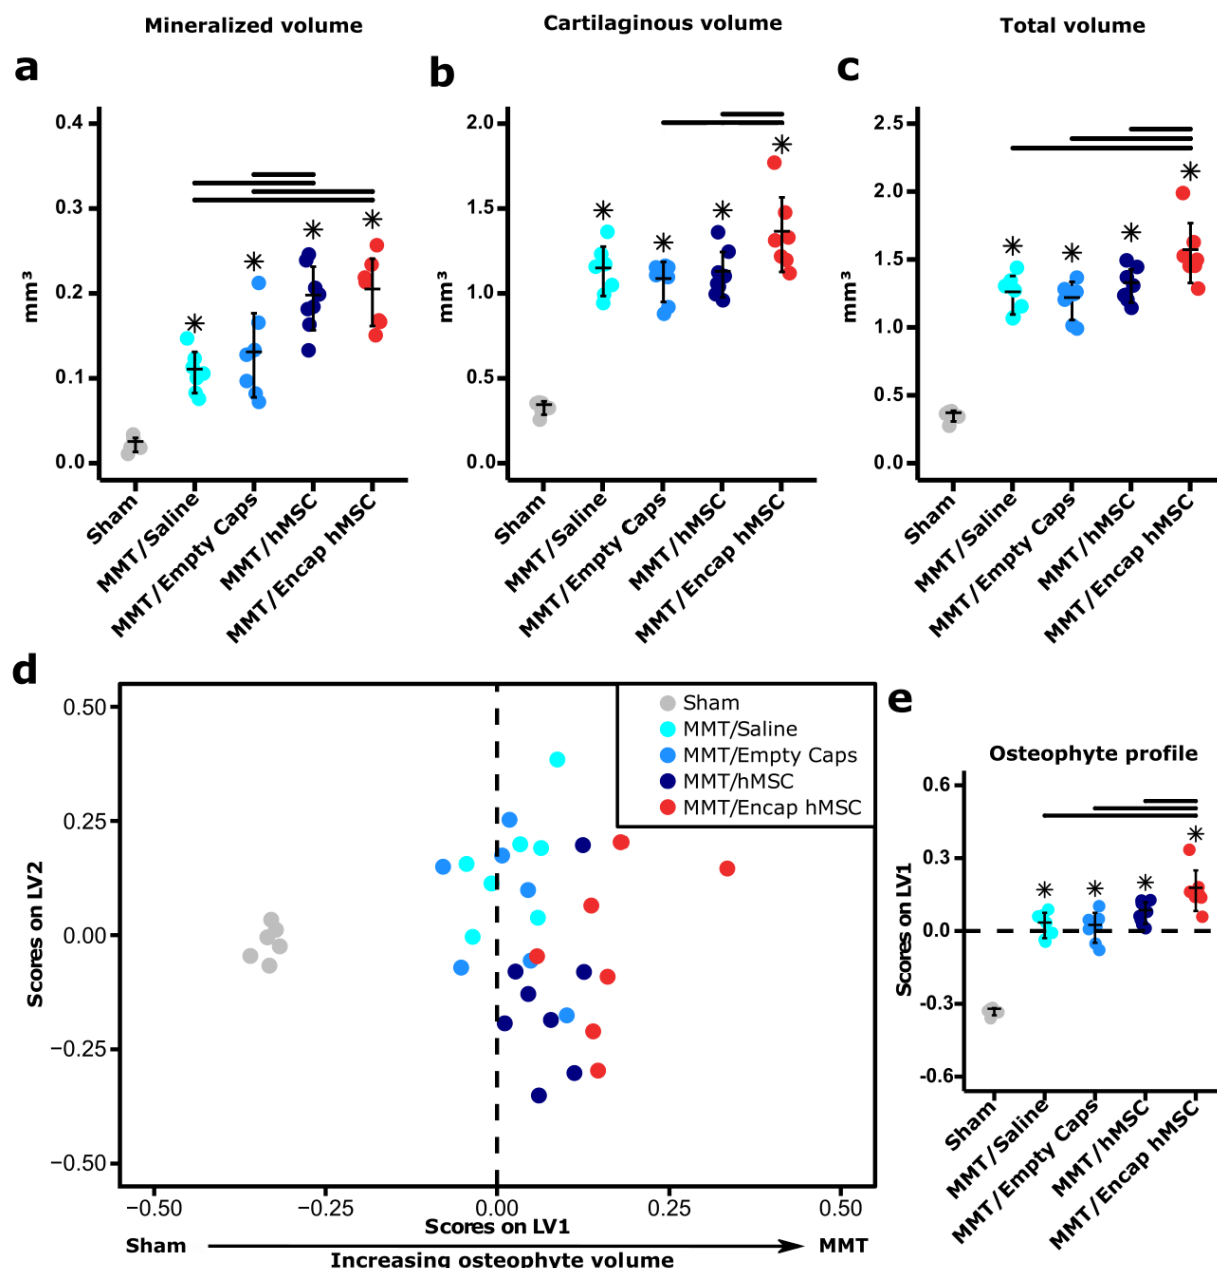 Mineralized volume
Cartilaginous volume
Total volume
a
b
c
mm³
0.4
0.3
0.2
0.1
0.0
Sham
MMT/Saline
MMT/Empty Caps
MMT/hMSC
MMT/Encap hMSC
mm³
2.0
1.5
1.0
0.5
0.0
Sham
MMT/Saline
MMT/Empty Caps
MMT/hMSC
MMT/Encap hMSC
mm³
2.5
2.0
1.5
1.0
0.5
0.0
Sham
MMT/Saline
MMT/Empty Caps
MMT/hMSC
MMT/Encap hMSC
d
Scores on LV2
0.50
0.25
0.00
−0.25
−0.50
Sham
MMT/Saline
MMT/Empty Caps
MMT/hMSC
MMT/Encap hMSC
−0.50
−0.25
0.00
0.25
0.50
Scores on LV1
Sham
MMT
Increasing osteophyte volume
e
Osteophyte profile
Scores on LV1
0.6
0.3
0.0
-0.3
-0.6
Sham
MMT/Saline
MMT/Empty Caps
MMT/hMSC
MMT/Encap hMSC